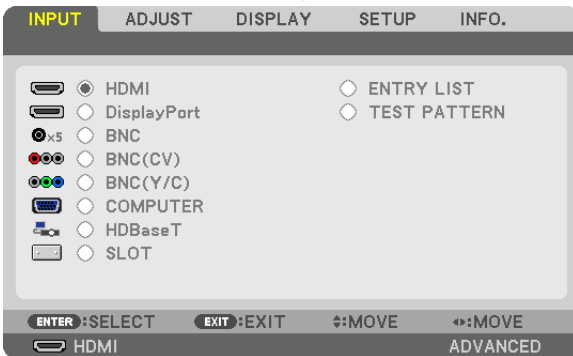 INPUT ADJUST DISPLAY SETUP INFO.
HDMI
DisplayPort
×5 BNC
BNC(CV)
BNC(Y/C)
COMPUTER
HDBaseT
SLOT
ENTRY LIST
TEST PATTERN
ENTER :SELECT EXIT :EXIT :MOVE :MOVE
HDMI ADVANCED